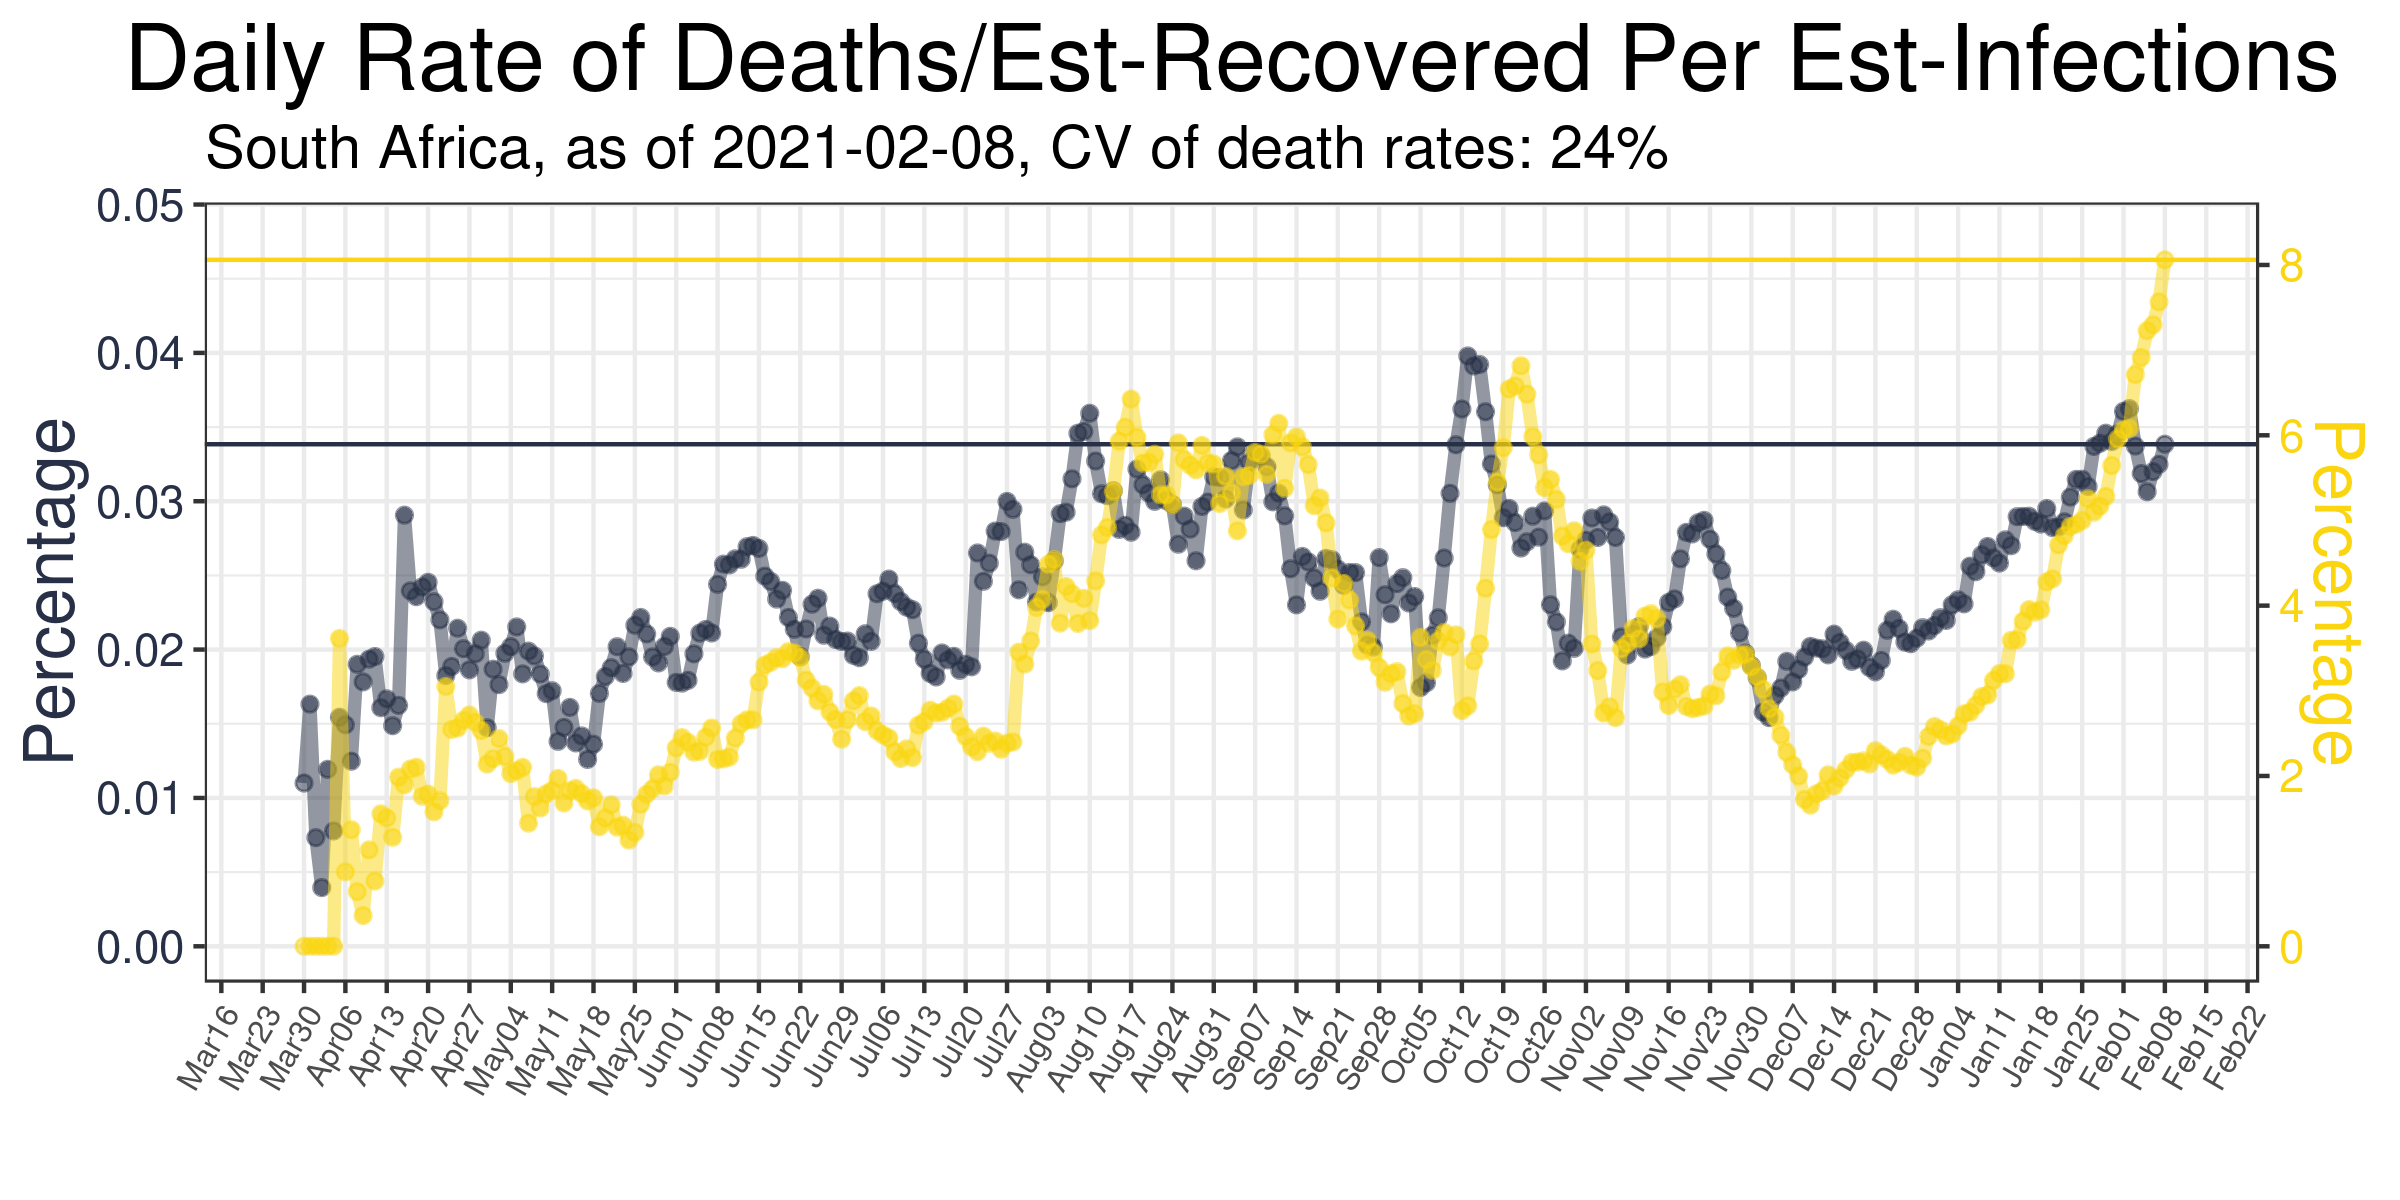 Daily Rate of Deaths/Est-Recovered Per Est-Infections
South Africa, as of 2021-02-08, CV of death rates: 24%
Percentage
0.05
0.04
0.03
0.02
0.01
0.00
8
6
4
2
0
Percentage
Mar16
Mar23
Mar30
Apr06
Apr13
Apr20
Apr27
May04
May11
May18
May25
Jun01
Jun08
Jun15
Jun22
Jun29
Jul06
Jul13
Jul20
Jul27
Aug03
Aug10
Aug17
Aug24
Aug31
Sep07
Sep14
Sep21
Sep28
Oct05
Oct12
Oct19
Oct26
Nov02
Nov09
Nov16
Nov23
Nov30
Dec07
Dec14
Dec21
Dec28
Jan04
Jan11
Jan18
Jan25
Feb01
Feb08
Feb15
Feb22